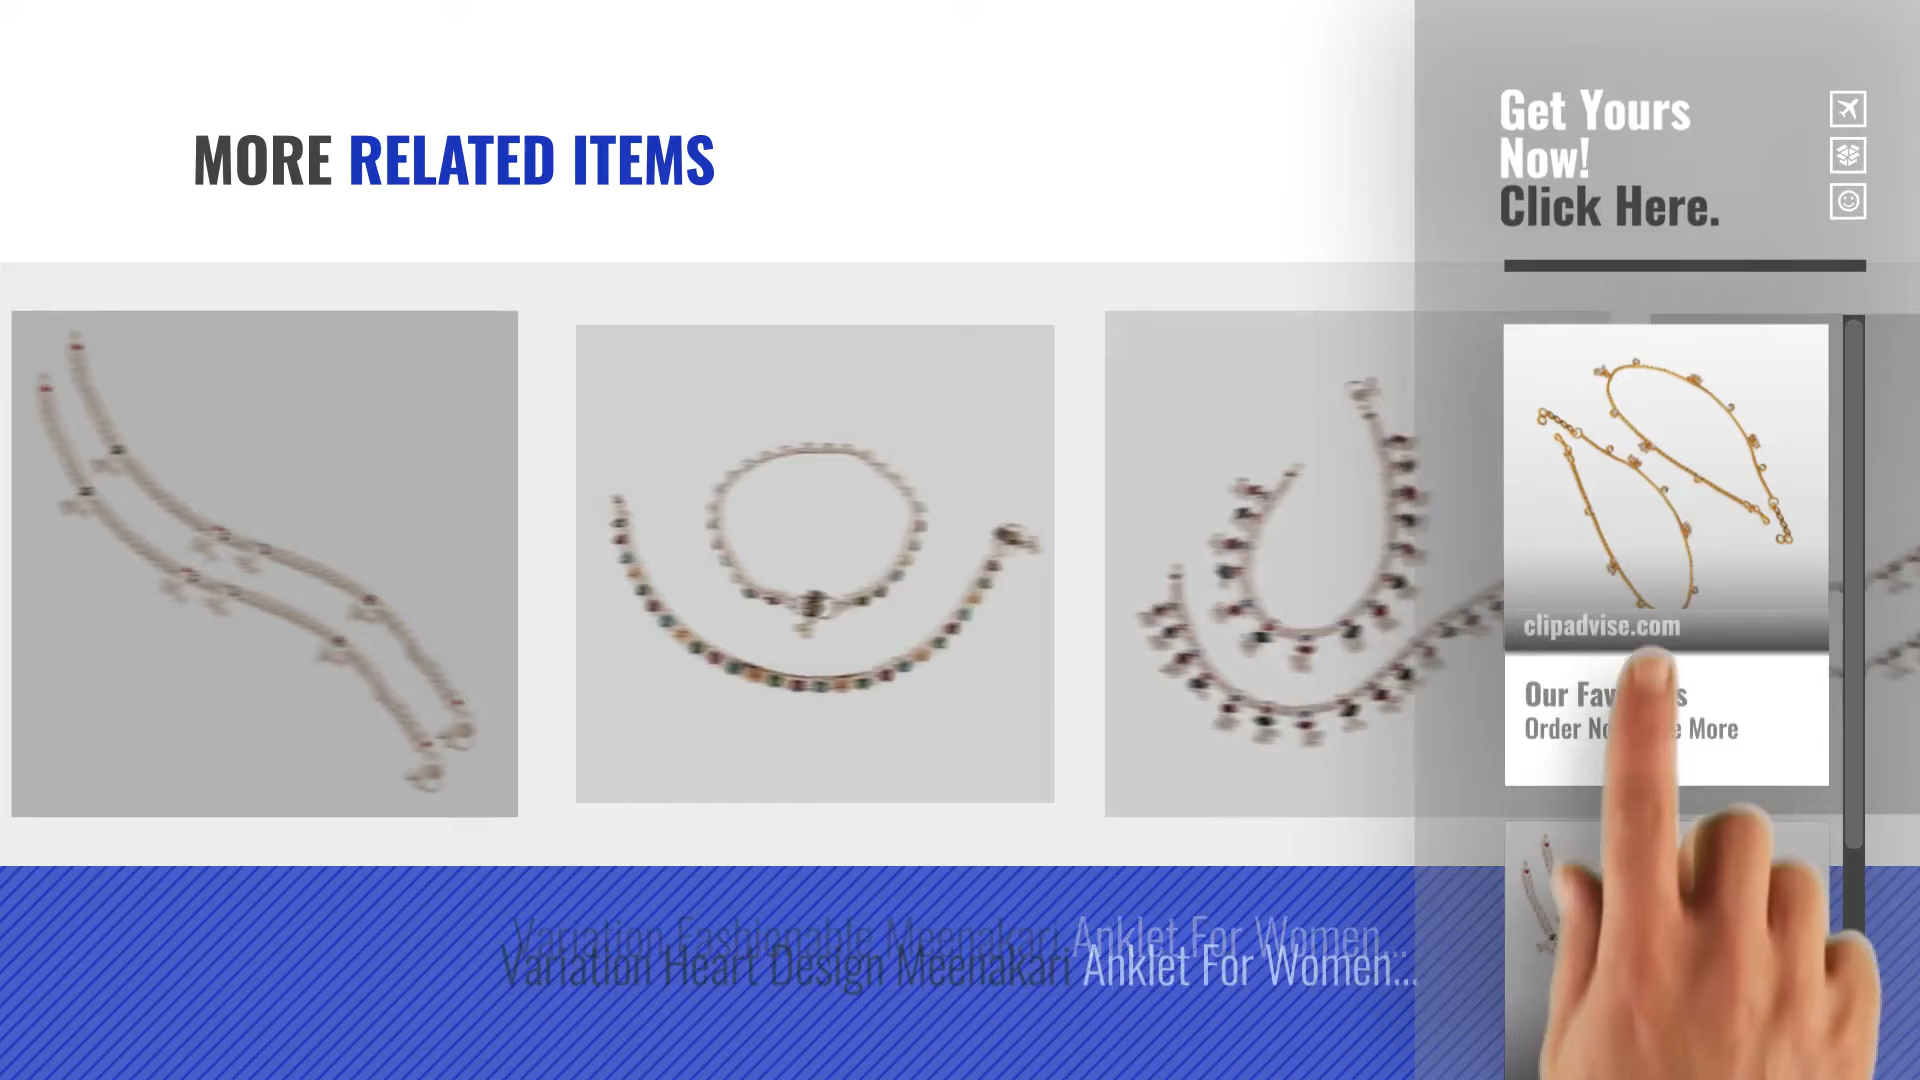 MORE RELATED ITEMS
Get Yours
Now!
Click Here.
clipadvise.com
Our Fav s
Order No e More
Variation Fashionable Meenakari Anklet For Women...
Variation Heart Design Meenakari Anklet For Women...